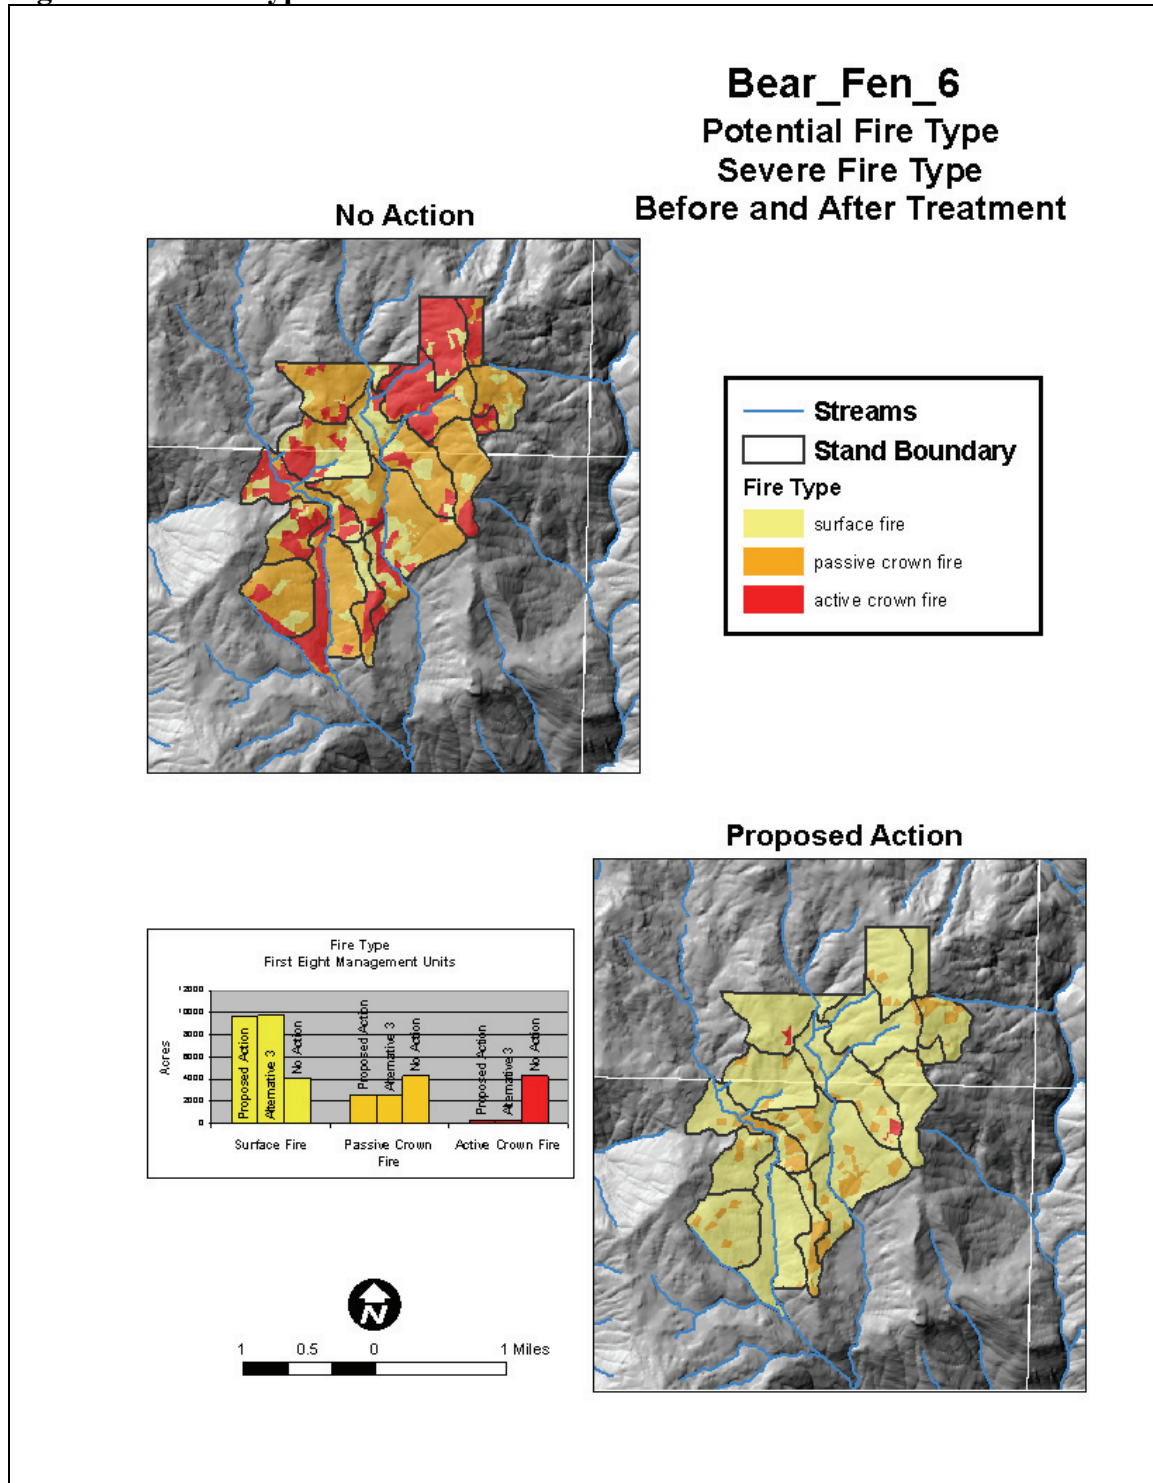 Bear_Fen_6
Potential Fire Type
Severe Fire Type
Before and After Treatment
No Action
Streams
Stand Boundary
Fire Type
surface fire
passive crown fire
active crown fire
Proposed Action
Fire Type
First Eight Management Units
12000
10000
8000
6000
4000
2000
0
Acres
Proposed Action
Alternative 3
No Action
Proposed Action
Alternative 3
No Action
Proposed Action
Alternative 3
No Action
Surface Fire
Passive Crown
Fire
Active Crown Fire
N
1 0.5 0 1 Miles